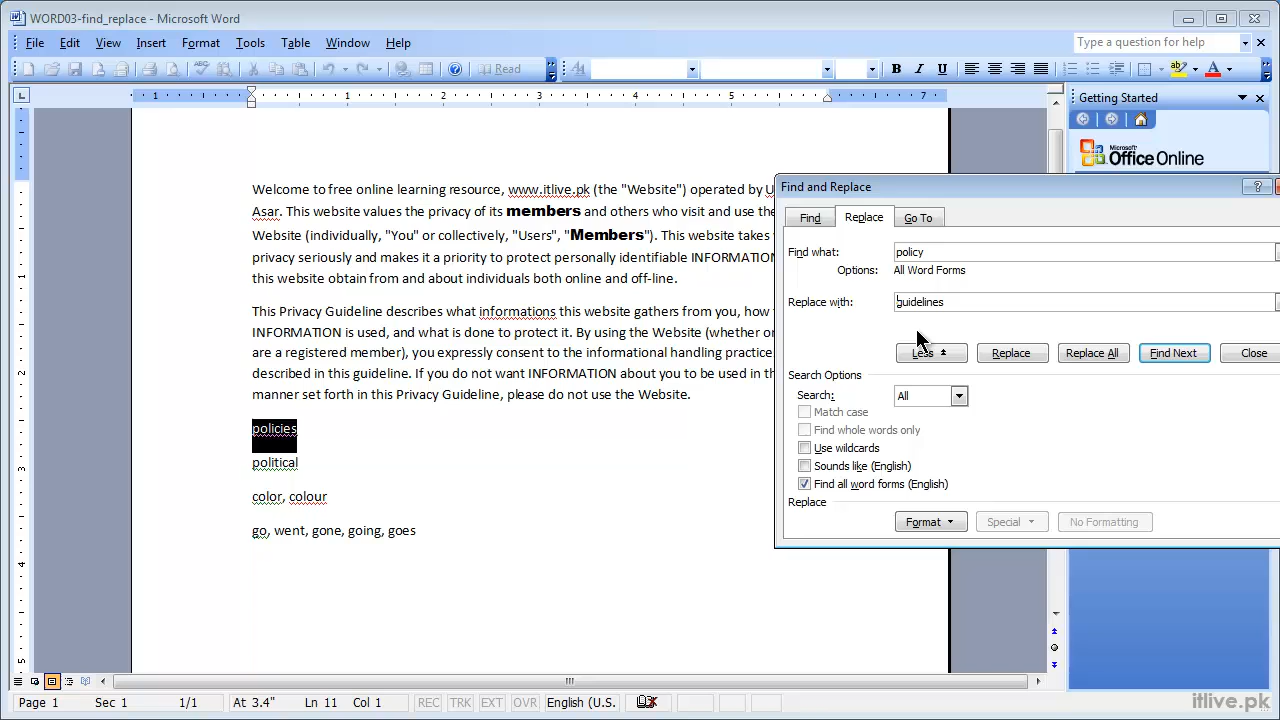 WORD03-find_replace - Microsoft Word
File Edit View Insert Format Tools Table Window Help
Type a question for help
Read
B I U
1 1 2 3 4 5 7
Getting Started
Microsoft Office Online
Welcome to free online learning resource, www.itlive.pk (the "Website") operated by U
Asar. This website values the privacy of its members and others who visit and use the
Website (individually, "You" or collectively, "Users", "Members"). This website takes
privacy seriously and makes it a priority to protect personally identifiable INFORMATION
this website obtain from and about individuals both online and off-line.
This Privacy Guideline describes what informations this website gathers from you, how
INFORMATION is used, and what is done to protect it. By using the Website (whether or
are a registered member), you expressly consent to the informational handling practice
described in this guideline. If you do not want INFORMATION about you to be used in th
manner set forth in this Privacy Guideline, please do not use the Website.
policies
political
color, colour
go, went, gone, going, goes
Find and Replace
Find Replace Go To
Find what: policy
Options: All Word Forms
Replace with: guidelines
Less Replace Replace All Find Next Close
Search Options
Search: All
Match case
Find whole words only
Use wildcards
Sounds like (English)
Find all word forms (English)
Replace
Format Special No Formatting
Page 1 Sec 1 1/1 At 3.4" Ln 11 Col 1 REC TRK EXT OVR English (U.S.
itlive.pk